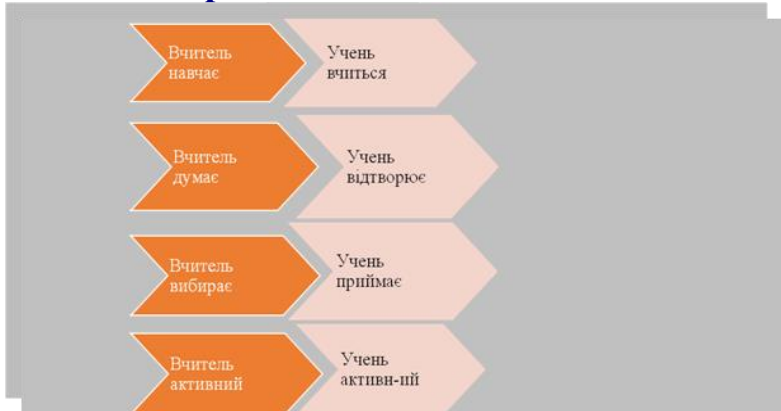 Вчитель
навчає
Учень
вчиться
Вчитель
думає
Учень
відтворює
Вчитель
вибирає
Учень
приймає
Вчитель
активний
Учень
активн-ий